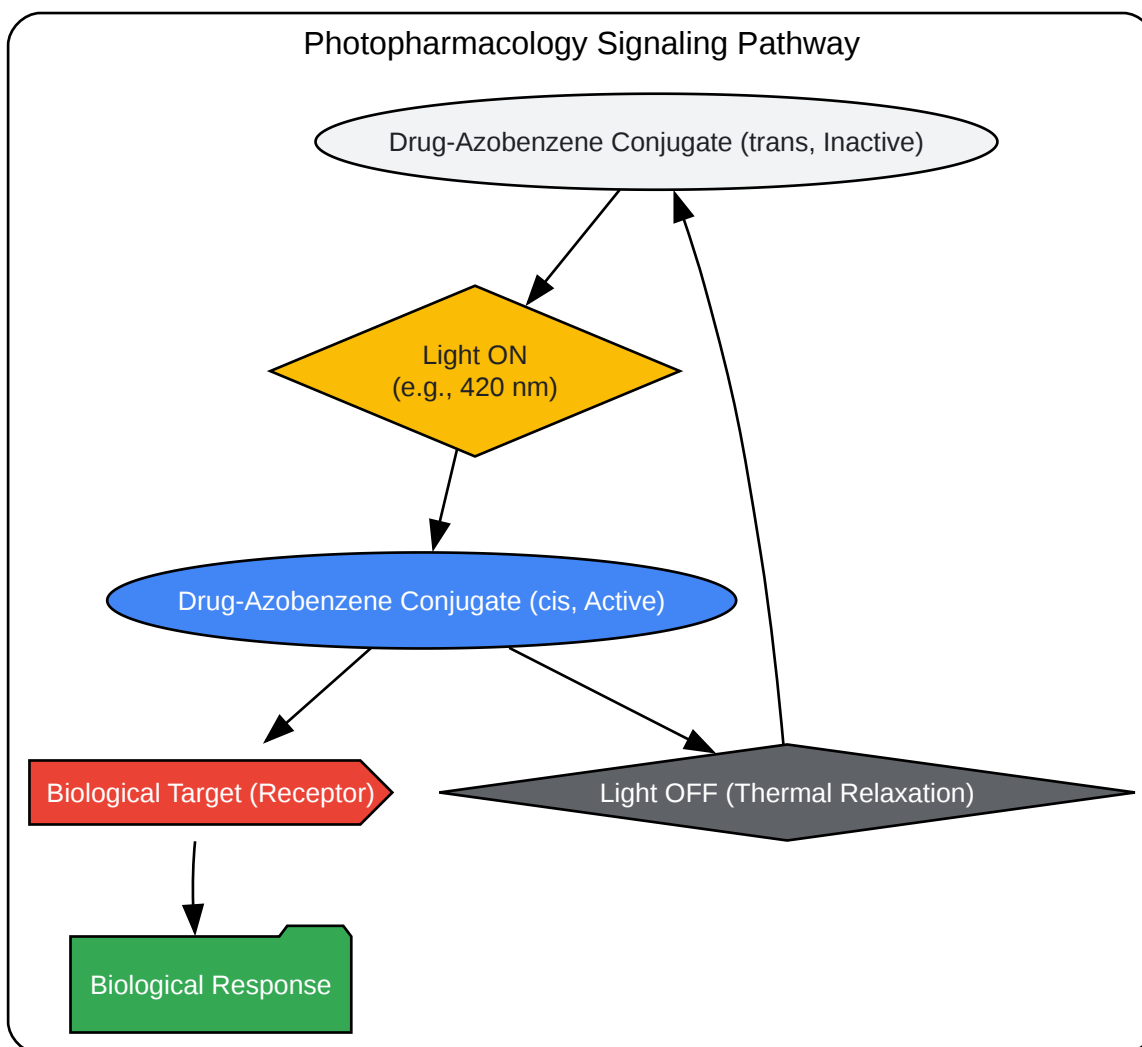 Photopharmacology Signaling Pathway
Drug-Azobenzene Conjugate (trans, Inactive)
Light ON
(e.g., 420 nm)
Drug-Azobenzene Conjugate (cis, Active)
Biological Target (Receptor)
Light OFF (Thermal Relaxation)
Biological Response